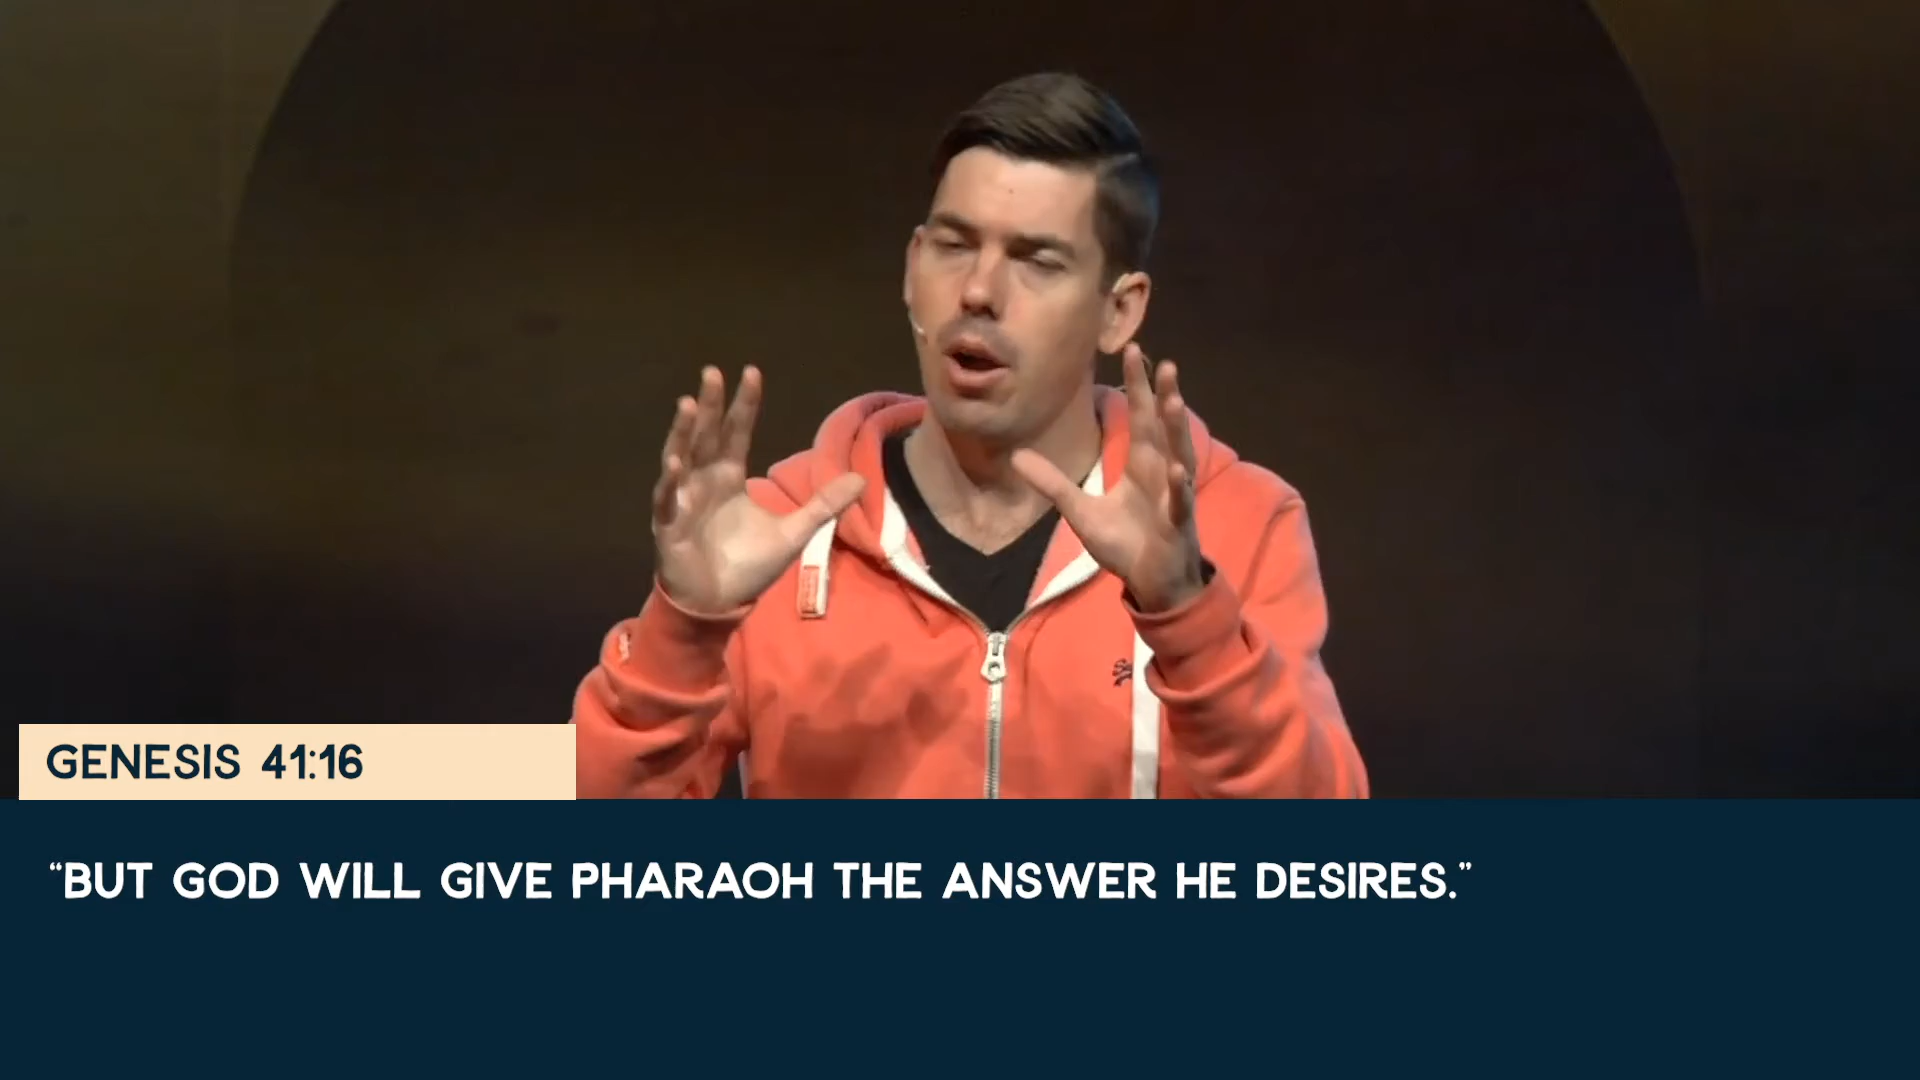 GENESIS 41:16
“BUT GOD WILL GIVE PHARAOH THE ANSWER HE DESIRES.”